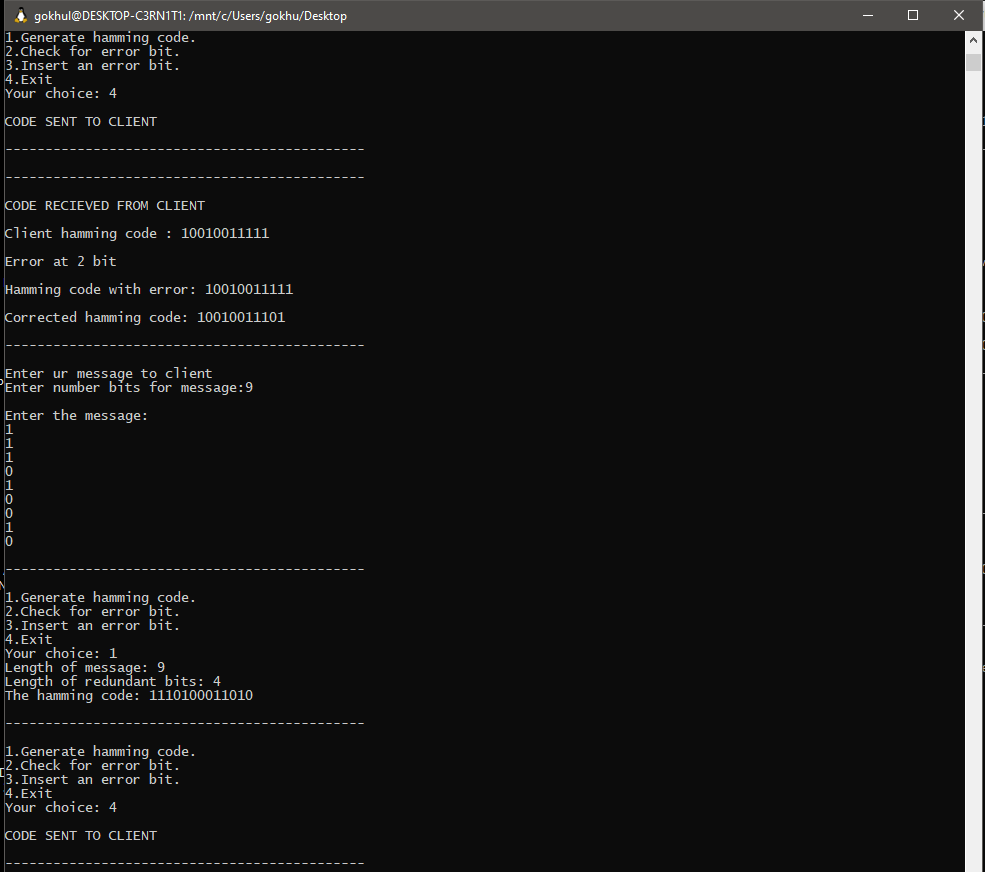 gokhul@DESKTOP-C3RN1T1: /mnt/c/Users/gokhu/Desktop
1.Generate hamming code.
2.Check for error bit.
3.Insert an error bit.
4.Exit
Your choice: 4
CODE SENT TO CLIENT
---------------------------------------------
---------------------------------------------
CODE RECIEVED FROM CLIENT
Client hamming code : 10010011111
Error at 2 bit
Hamming code with error: 10010011111
Corrected hamming code: 10010011101
---------------------------------------------
Enter ur message to client
Enter number bits for message:9
Enter the message:
1
1
1
0
1
0
0
1
0
---------------------------------------------
1.Generate hamming code.
2.Check for error bit.
3.Insert an error bit.
4.Exit
Your choice: 1
Length of message: 9
Length of redundant bits: 4
The hamming code: 1110100011010
---------------------------------------------
1.Generate hamming code.
2.Check for error bit.
3.Insert an error bit.
4.Exit
Your choice: 4
CODE SENT TO CLIENT
---------------------------------------------